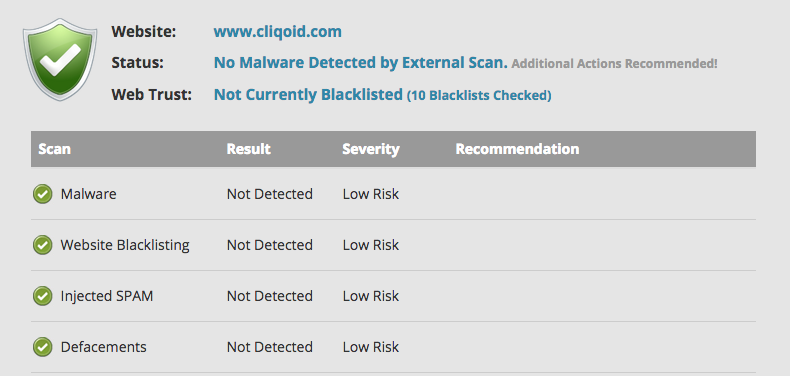 Website: www.cliqoid.com
Status: No Malware Detected by External Scan. Additional Actions Recommended!
Web Trust: Not Currently Blacklisted (10 Blacklists Checked)
Scan Result Severity Recommendation
Malware Not Detected Low Risk
Website Blacklisting Not Detected Low Risk
Injected SPAM Not Detected Low Risk
Defacements Not Detected Low Risk